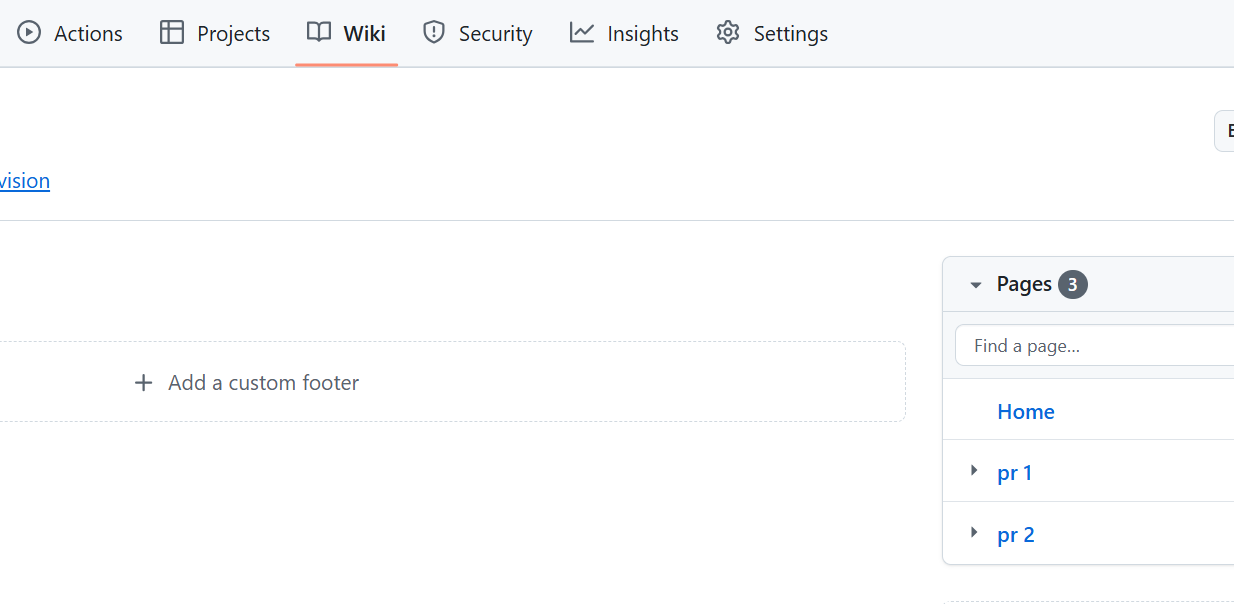 Actions Projects Wiki Security Insights Settings
vision
Pages 3
Find a page...
Add a custom footer
Home
pr 1
pr 2